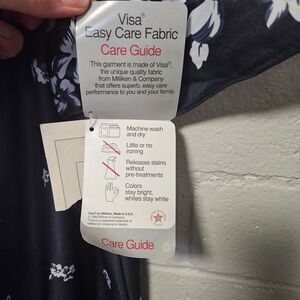 Visa®
Easy Care Fabric
Care Guide
This garment is made of Visa®,
the unique quality fabric
from Milliken & Company
that offers superb, easy care
performance to you and your family.
Machine wash
and dry
Little or no
ironing
Releases stains
without
pre-treatments
Colors
stay bright,
whites stay white
Care Guide